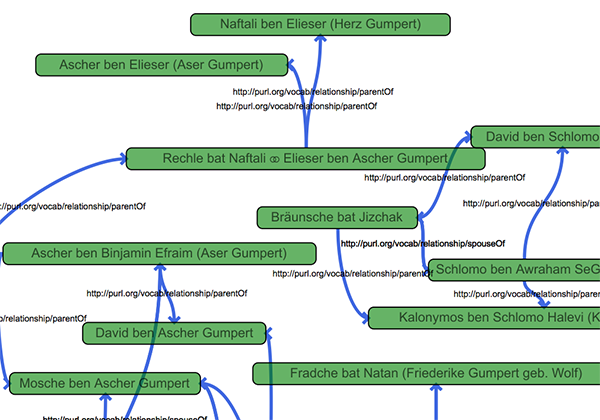 Naftali ben Elieser (Herz Gumpert)
Ascher ben Elieser (Aser Gumpert)
http://purl.org/vocab/relationship/parentOf
http://purl.org/vocab/relationship/parentOf
David ben Schlomo
Rechle bat Naftali ⚭ Elieser ben Ascher Gumpert
http://purl.org/vocab/relationship/parentOf
://purl.org/vocab/relationship/parentOf
http://purl.org/vocab/relationship/pa
Bräunsche bat Jizchak
http://purl.org/vocab/relationship/spouseOf
Ascher ben Binjamin Efraim (Aser Gumpert)
http://purl.org/vocab/relationship/parentOf
Schlomo ben Awraham SeG
http://purl.org/vocab/relationship/parentOf
http://purl.org/vocab/relationship/paren
/purl.org/vocab/relationship/parentOf
Kalonymos ben Schlomo Halevi (K
David ben Ascher Gumpert
Fradche bat Natan (Friederike Gumpert geb. Wolf)
Mosche ben Ascher Gumpert
http://purl.org/vocab/relationship/spouseOf